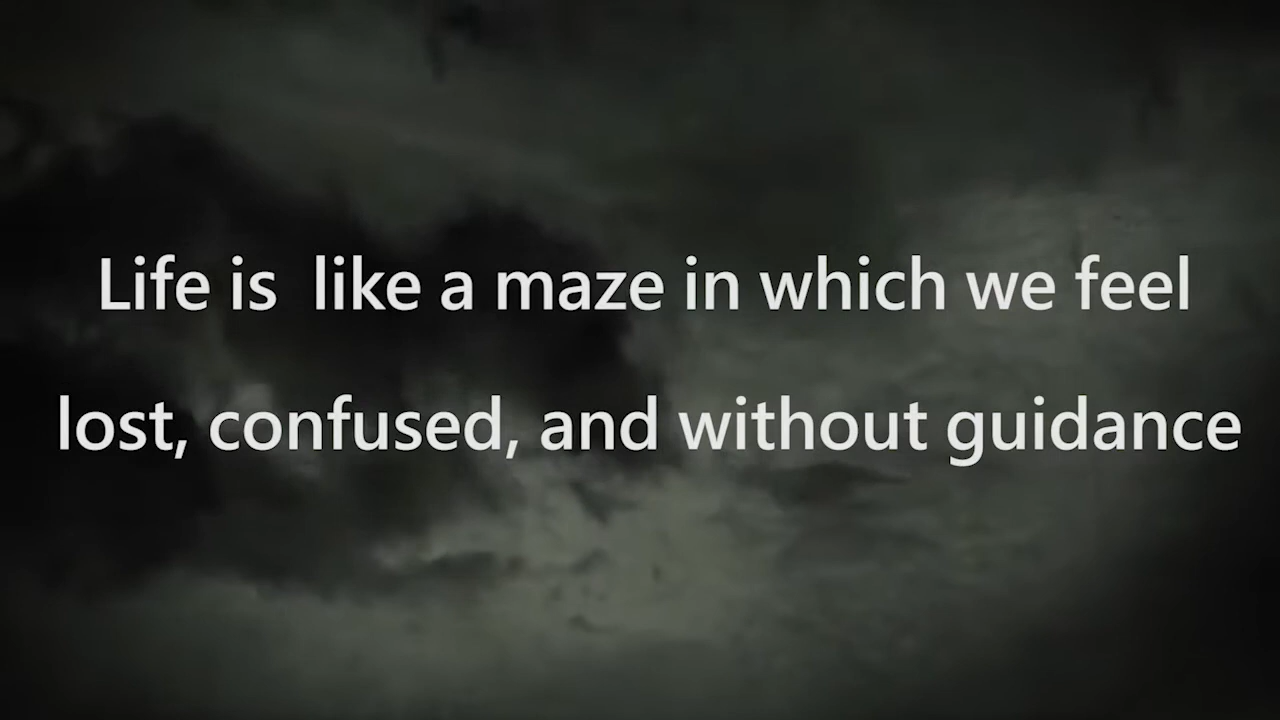 Life is  like a maze in which we feel
lost, confused, and without guidance